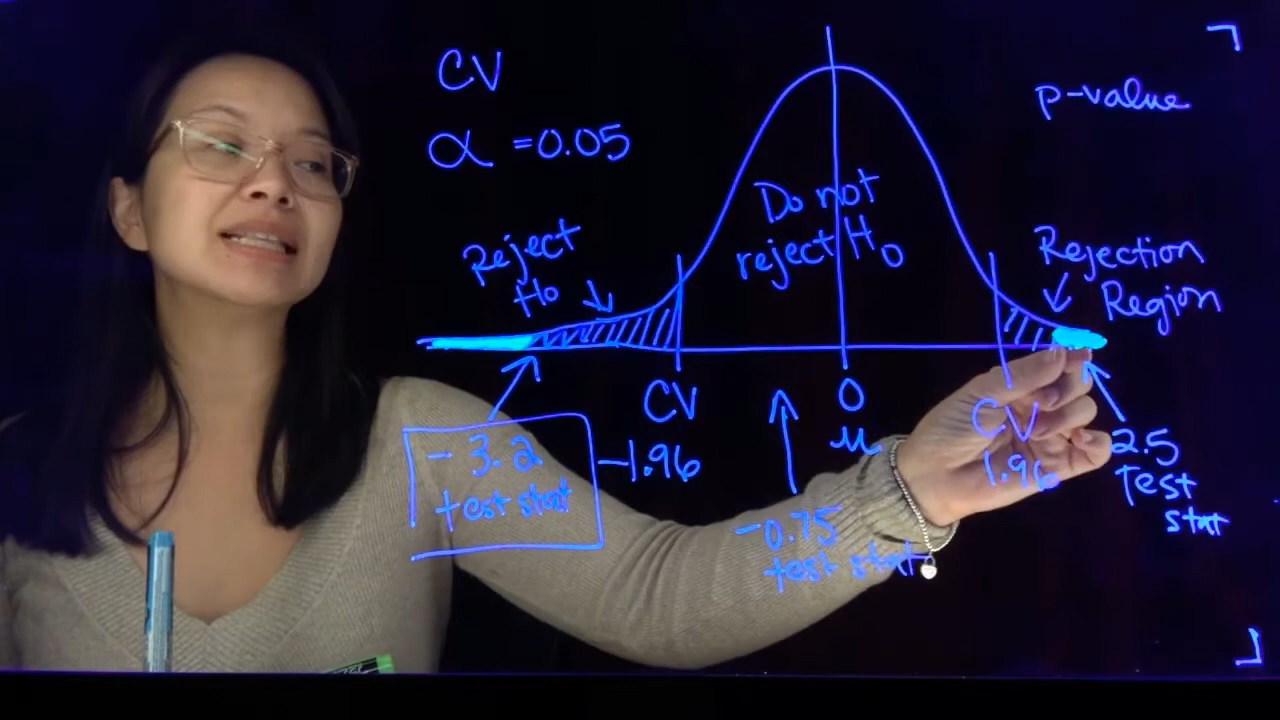 CV
α = 0.05
p-value
Do not
reject H0
Reject
Ho
Rejection
Region
CV
-1.96
0
μ
CV
1.96
-3.2
test stat
-0.75
test stat
2.5
Test
stat